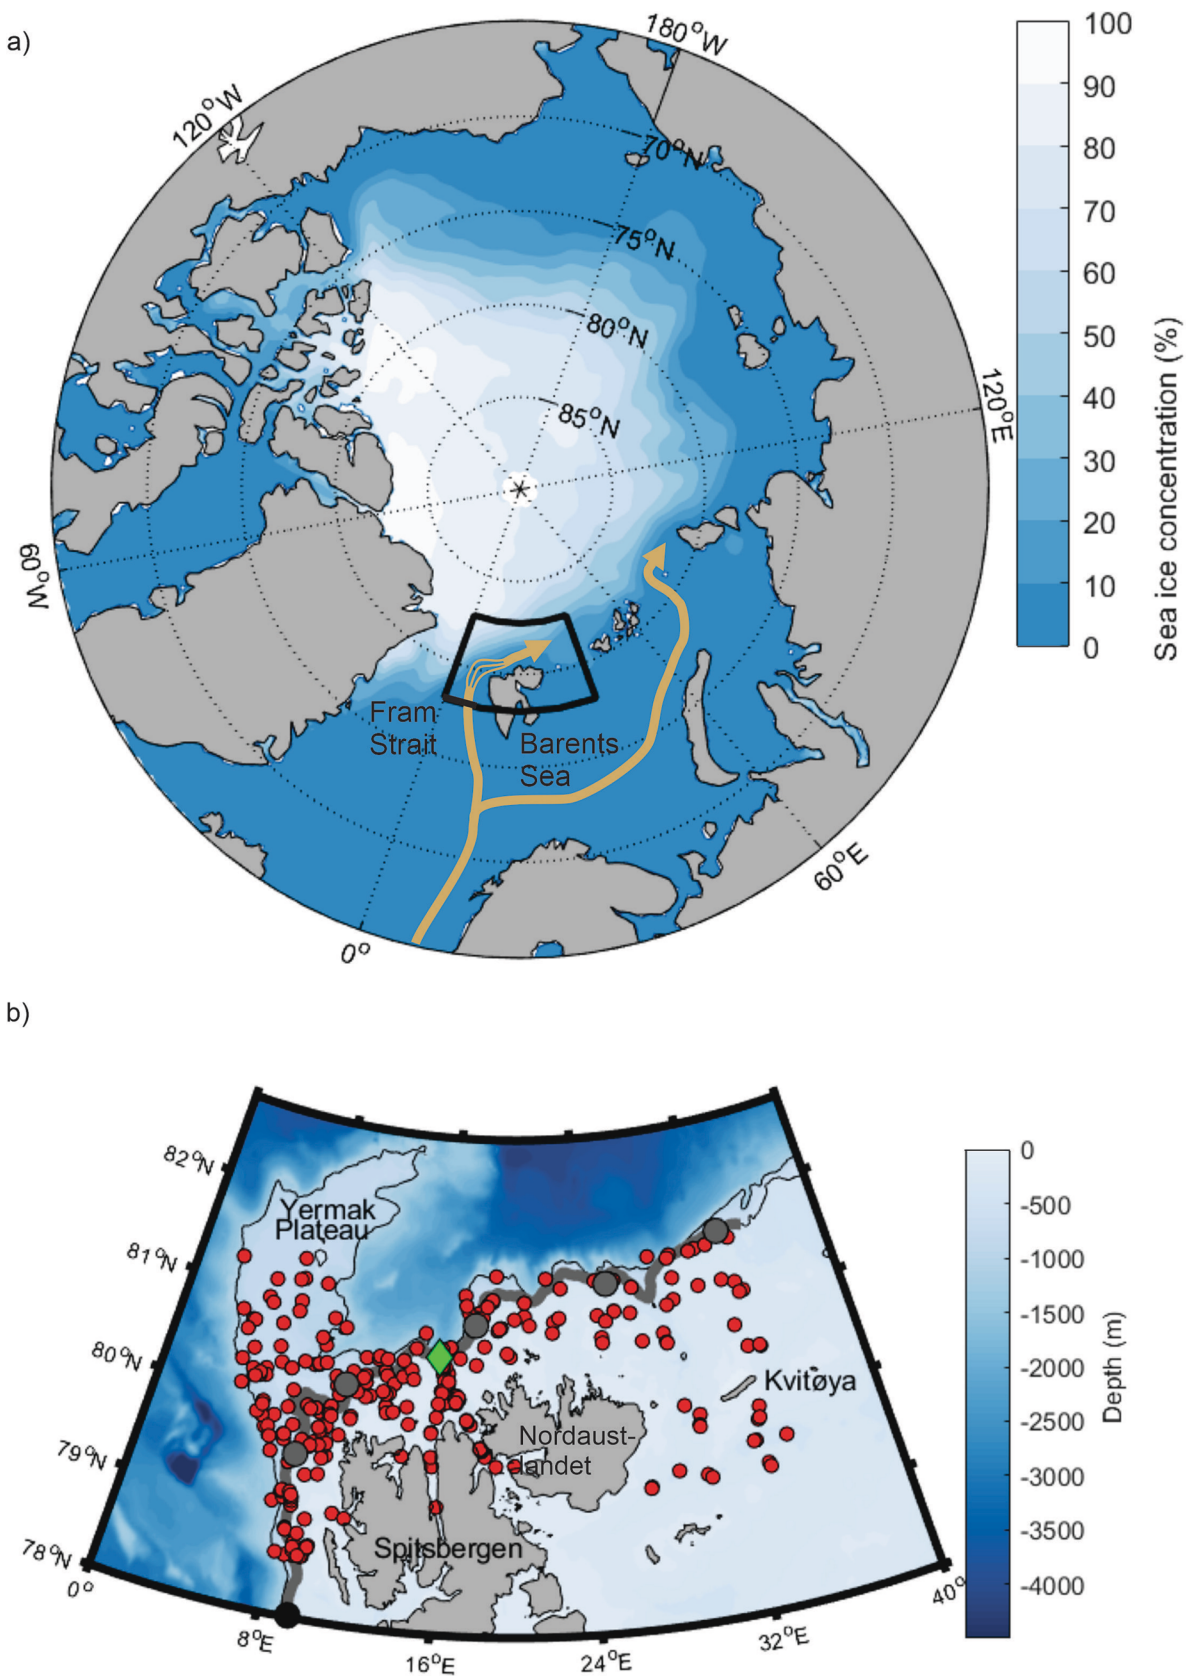 a)
180°W
120°W
70°N
75°N
80°N
85°N
120°E
60°W
Fram
Strait
Barents
Sea
60°E
0°
100
90
80
70
60
50
40
30
20
10
0
Sea ice concentration (%)
b)
82°N
81°N
80°N
79°N
78°N
0°
8°E
16°E
24°E
32°E
40°
Yermak
Plateau
Kvitøya
Nordaust-
landet
Spitsbergen
0
-500
-1000
-1500
-2000
-2500
-3000
-3500
-4000
Depth (m)